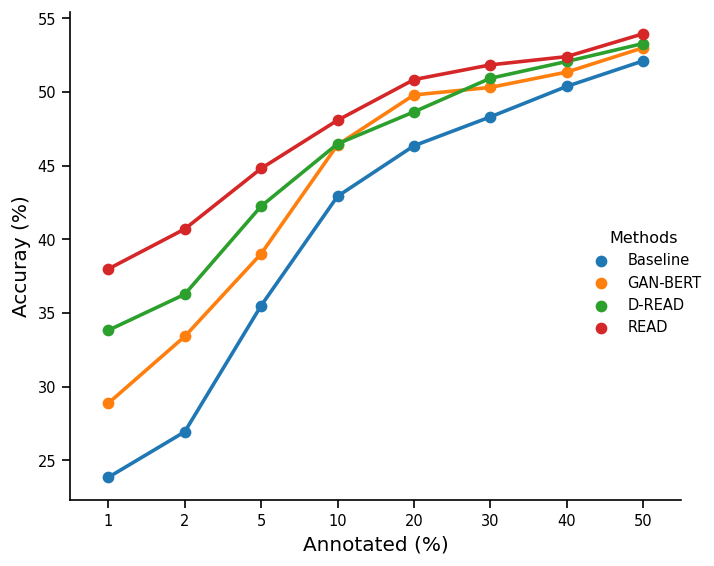 55
50
45
40
35
30
25
Accuray (%)
1 2 5 10 20 30 40 50
Annotated (%)
Methods
Baseline
GAN-BERT
D-READ
READ